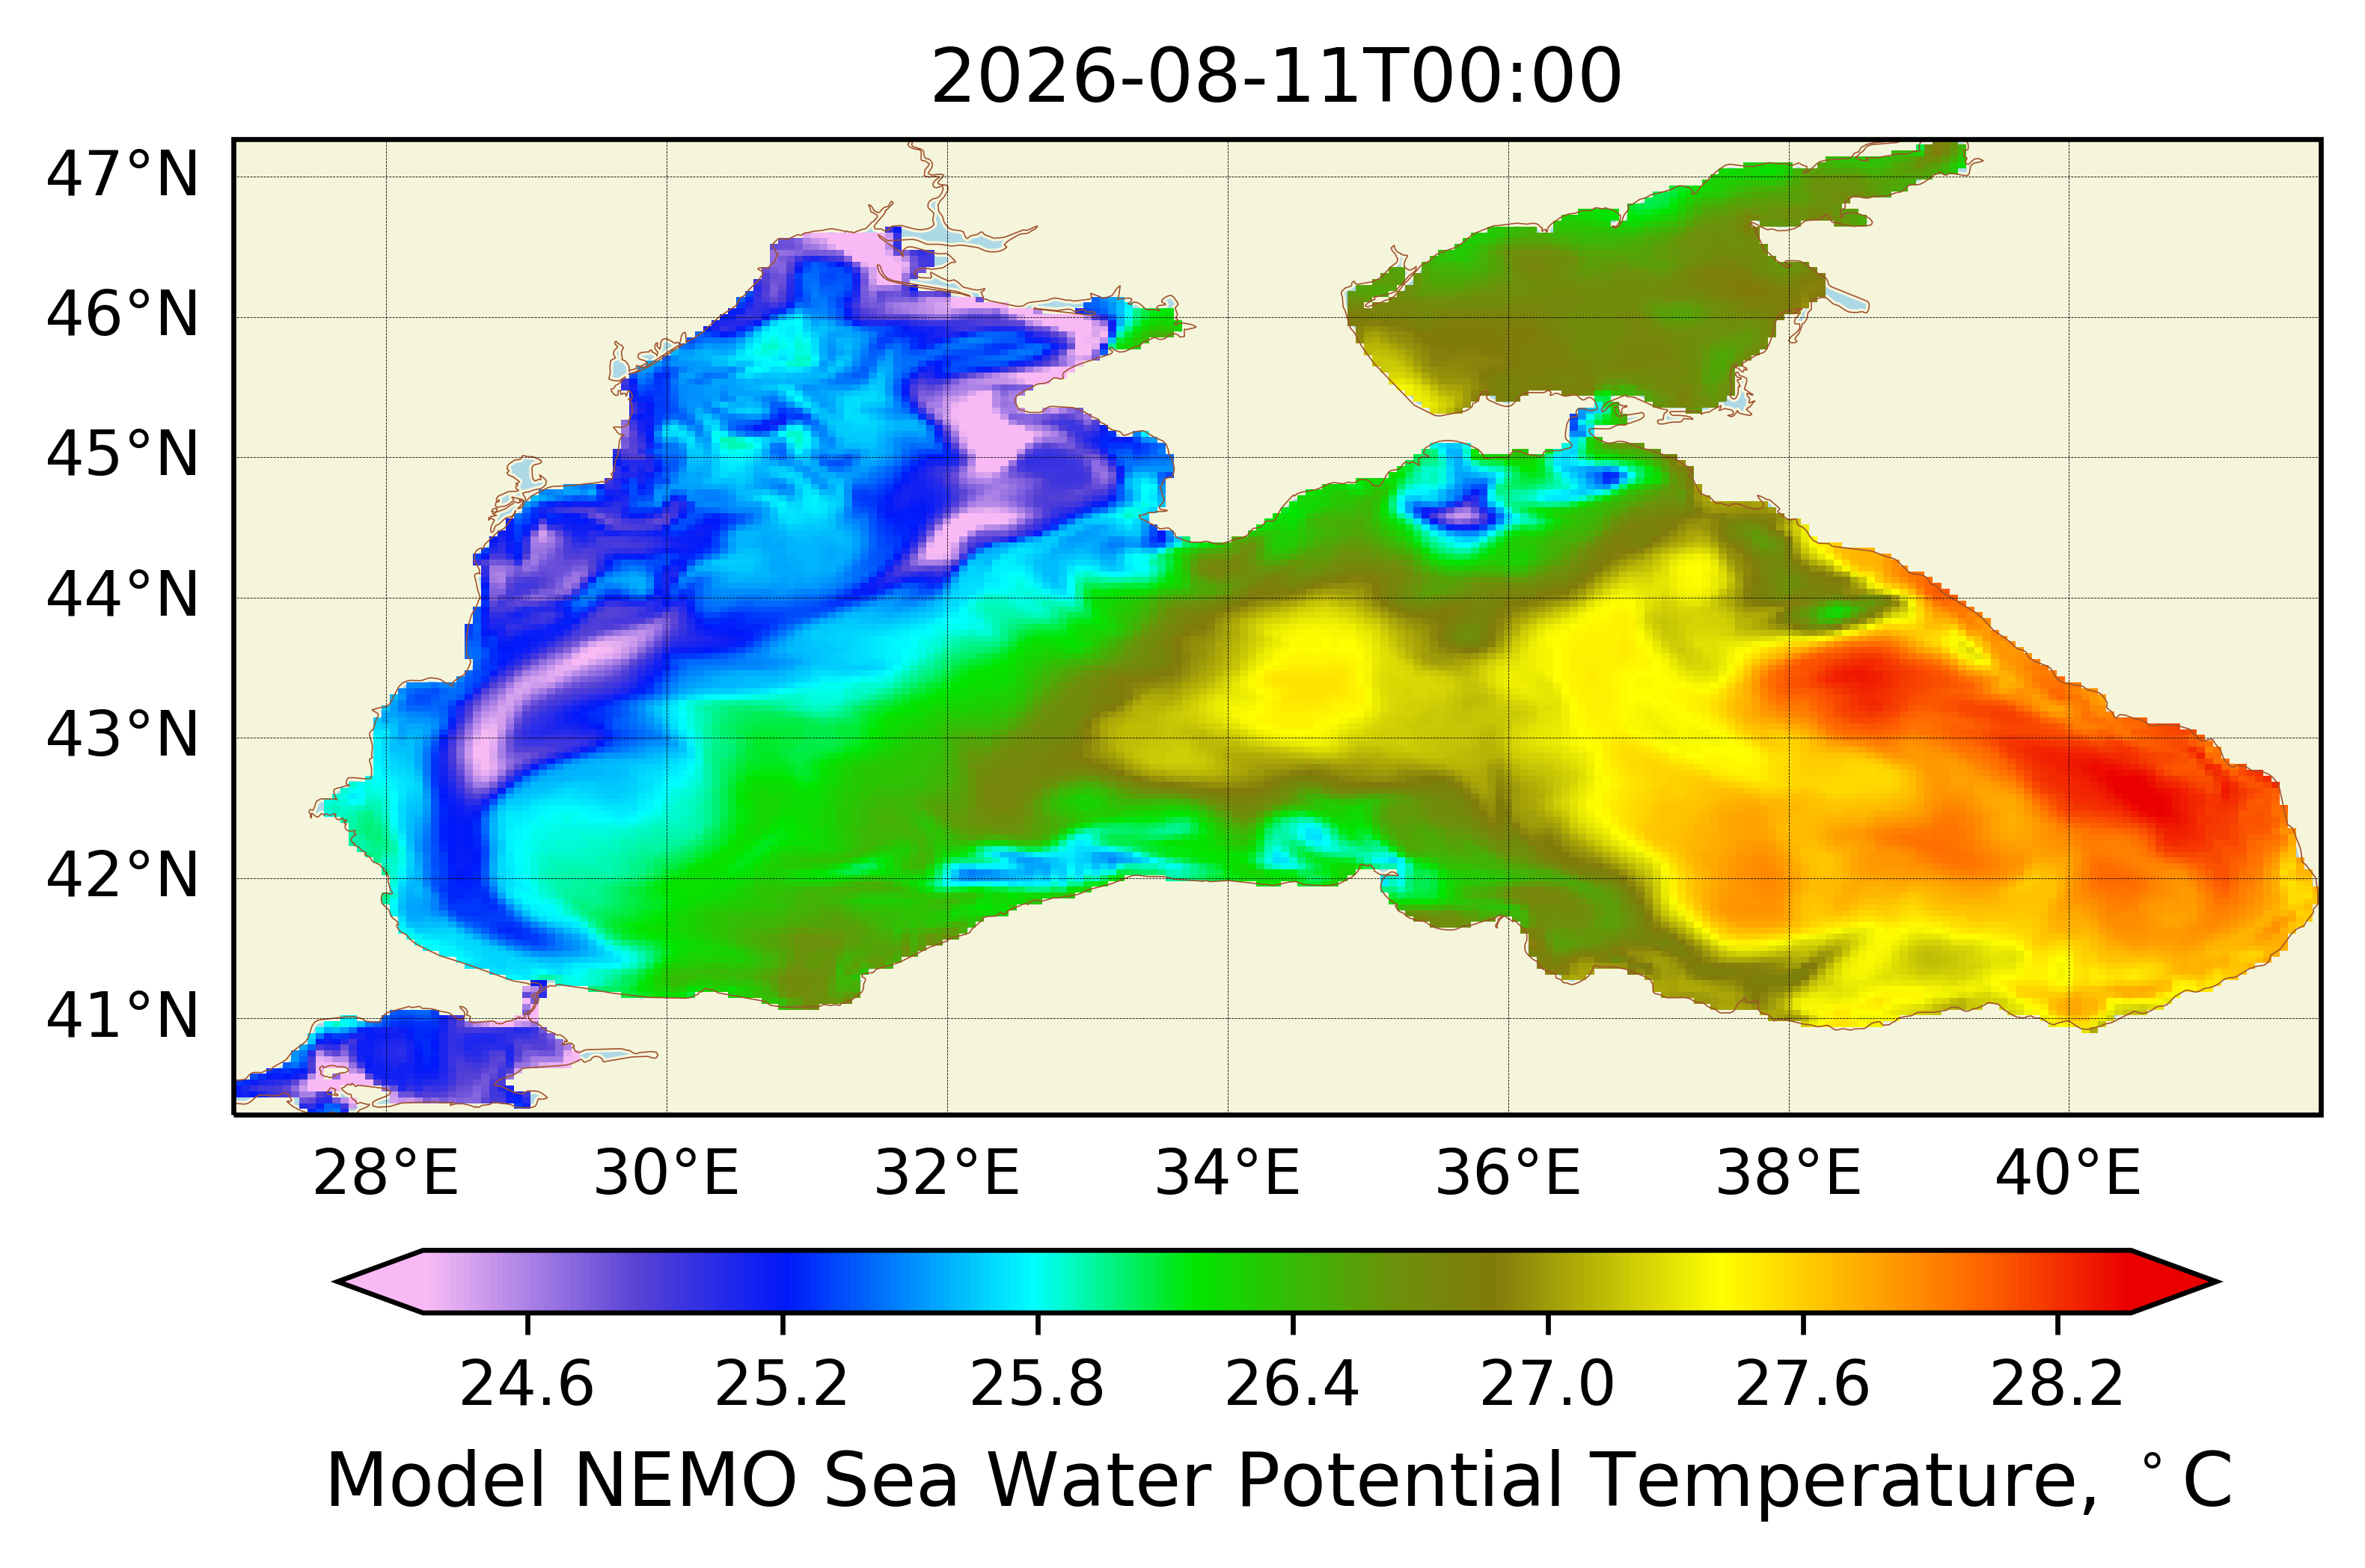 2026-08-11T00:00
47°N
46°N
45°N
44°N
43°N
42°N
41°N
28°E 30°E 32°E 34°E 36°E 38°E 40°E
24.6 25.2 25.8 26.4 27.0 27.6 28.2
Model NEMO Sea Water Potential Temperature, °C